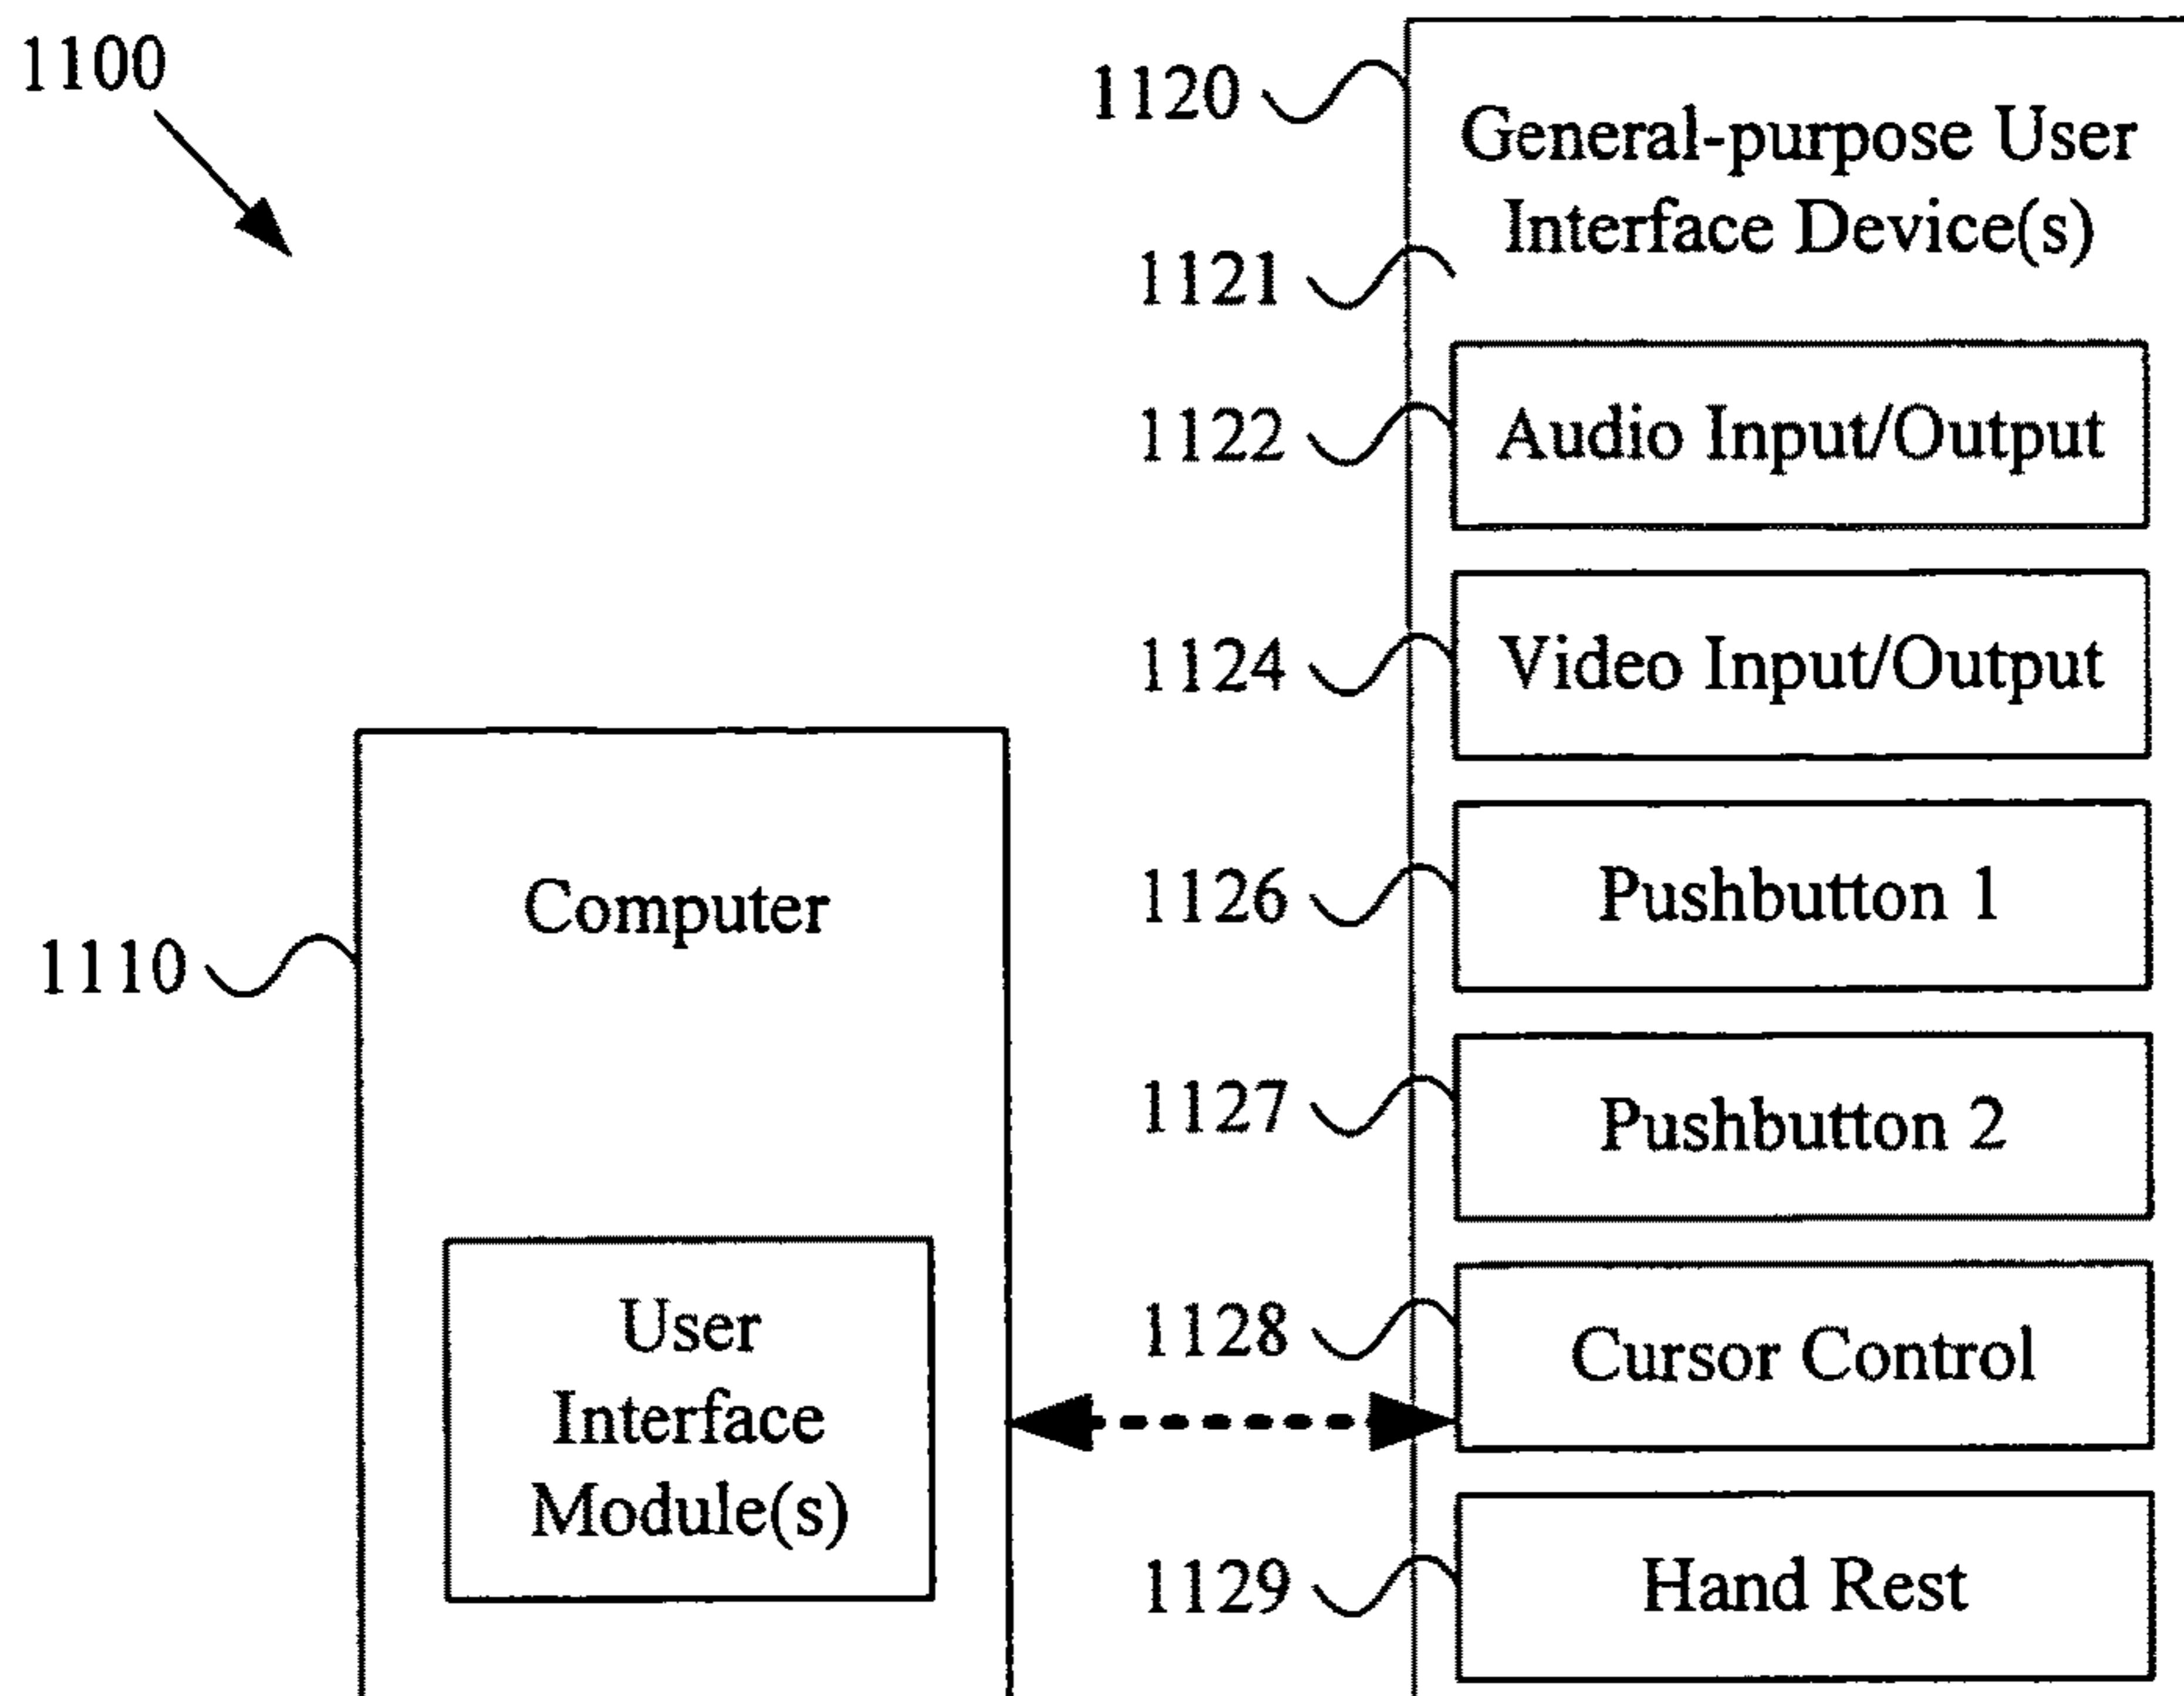 1100
1120
General-purpose User
Interface Device(s)
1121
1122
Audio Input/Output
1124
Video Input/Output
1126
Pushbutton 1
Computer
1110
1127
Pushbutton 2
User
Interface
Module(s)
1128
Cursor Control
1129
Hand Rest